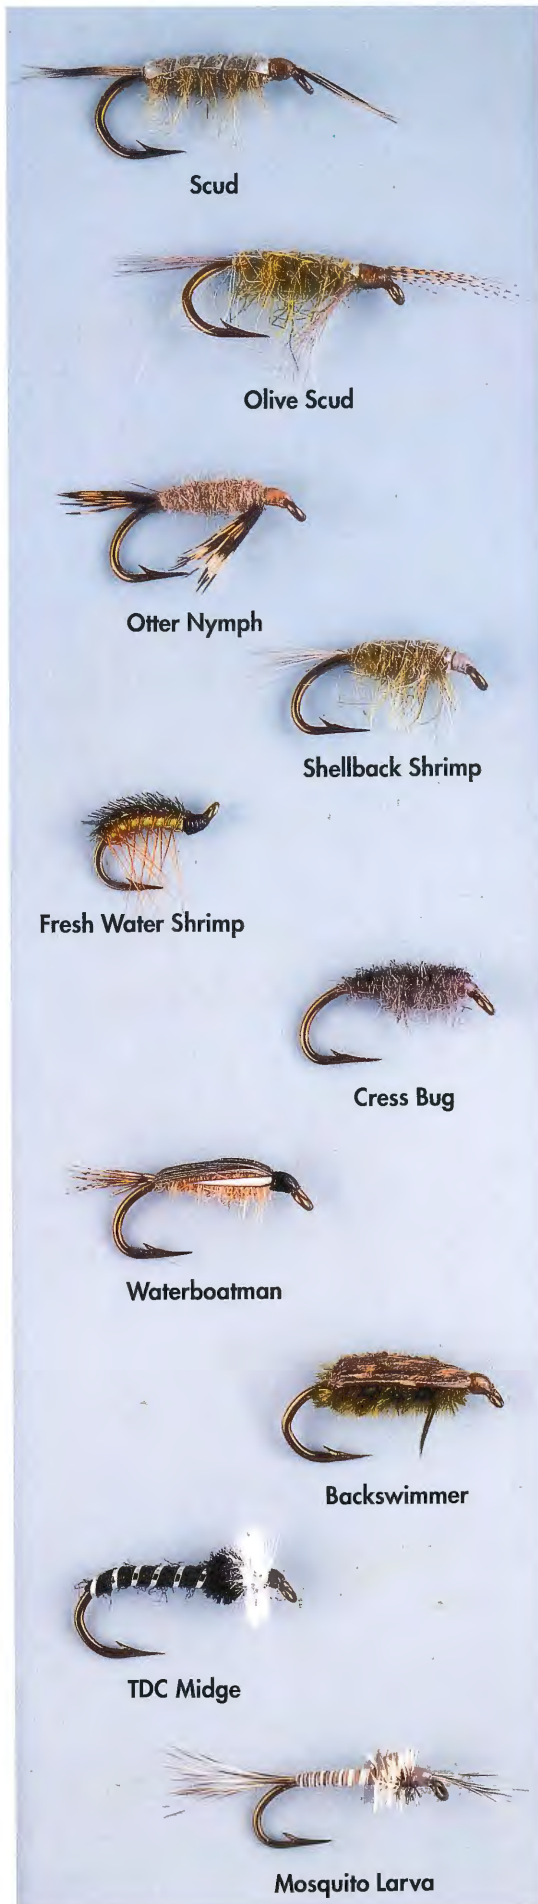 Scud
Olive Scud
Otter Nymph
Shellback Shrimp
Fresh Water Shrimp
Cress Bug
Waterboatman
Backswimmer
TDC Midge
Mosquito Larva